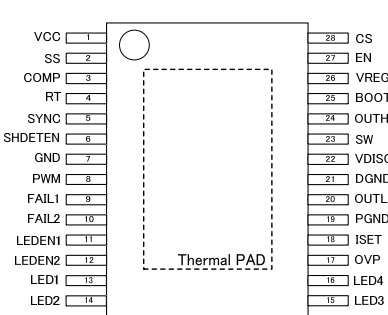 VCC 1 28 CS
SS 2 27 EN
COMP 3 26 VREG
RT 4 25 BOOT
SYNC 5 24 OUTH
SHDETEN 6 23 SW
GND 7 22 VDISC
PWM 8 21 DGND
FAIL1 9 20 OUTL
FAIL2 10 19 PGND
LEDEN1 11 18 ISET
LEDEN2 12 Thermal PAD 17 OVP
LED1 13 16 LED4
LED2 14 15 LED3